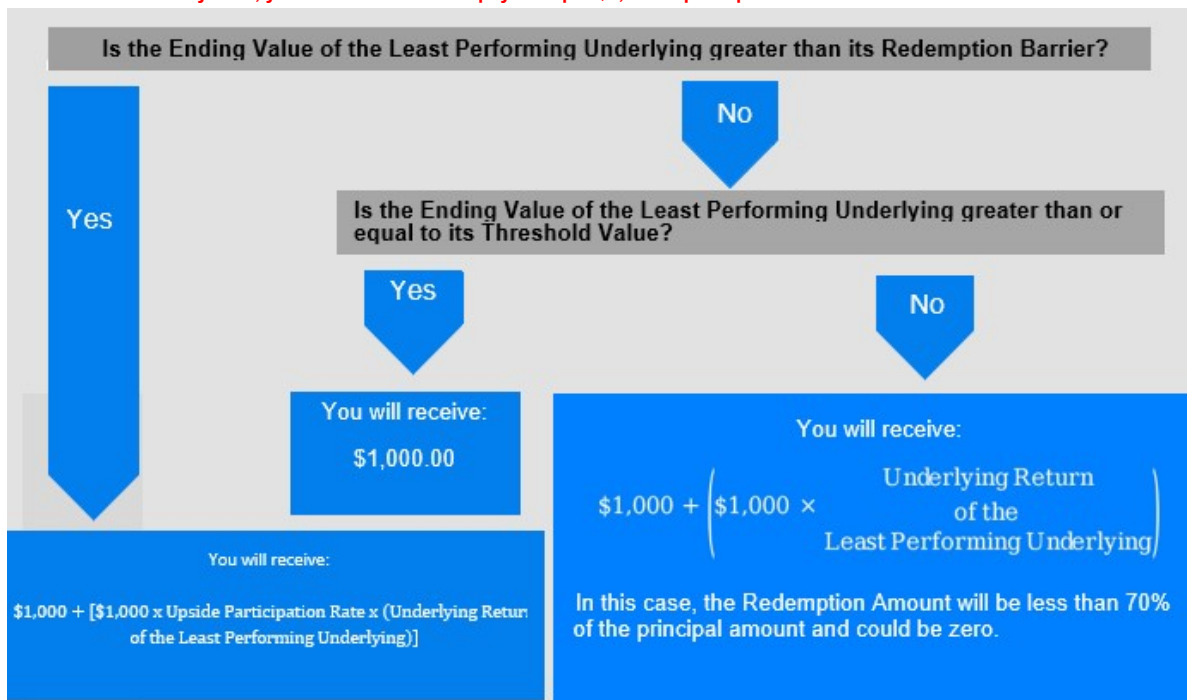 Is the Ending Value of the Least Performing Underlying greater than its Redemption Barrier?
No
Yes
Is the Ending Value of the Least Performing Underlying greater than or
equal to its Threshold Value?
Yes
No
You will receive:
$1,000.00
You will receive:
$1,000 + ($1,000 × Underlying Return
of the
Least Performing Underlying)
In this case, the Redemption Amount will be less than 70%
of the principal amount and could be zero.
You will receive:
$1,000 + [$1,000 x Upside Participation Rate x (Underlying Return
of the Least Performing Underlying)]